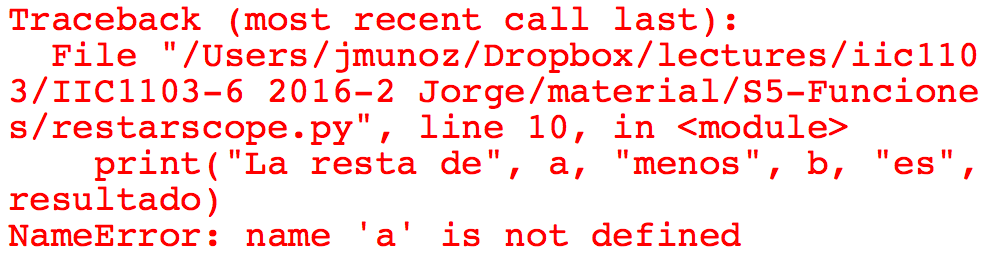 Traceback (most recent call last):
  File "/Users/jmunoz/Dropbox/lectures/iic110
3/IIC1103-6 2016-2 Jorge/material/S5-Funcione
s/restarscope.py", line 10, in <module>
    print("La resta de", a, "menos", b, "es",
resultado)
NameError: name 'a' is not defined